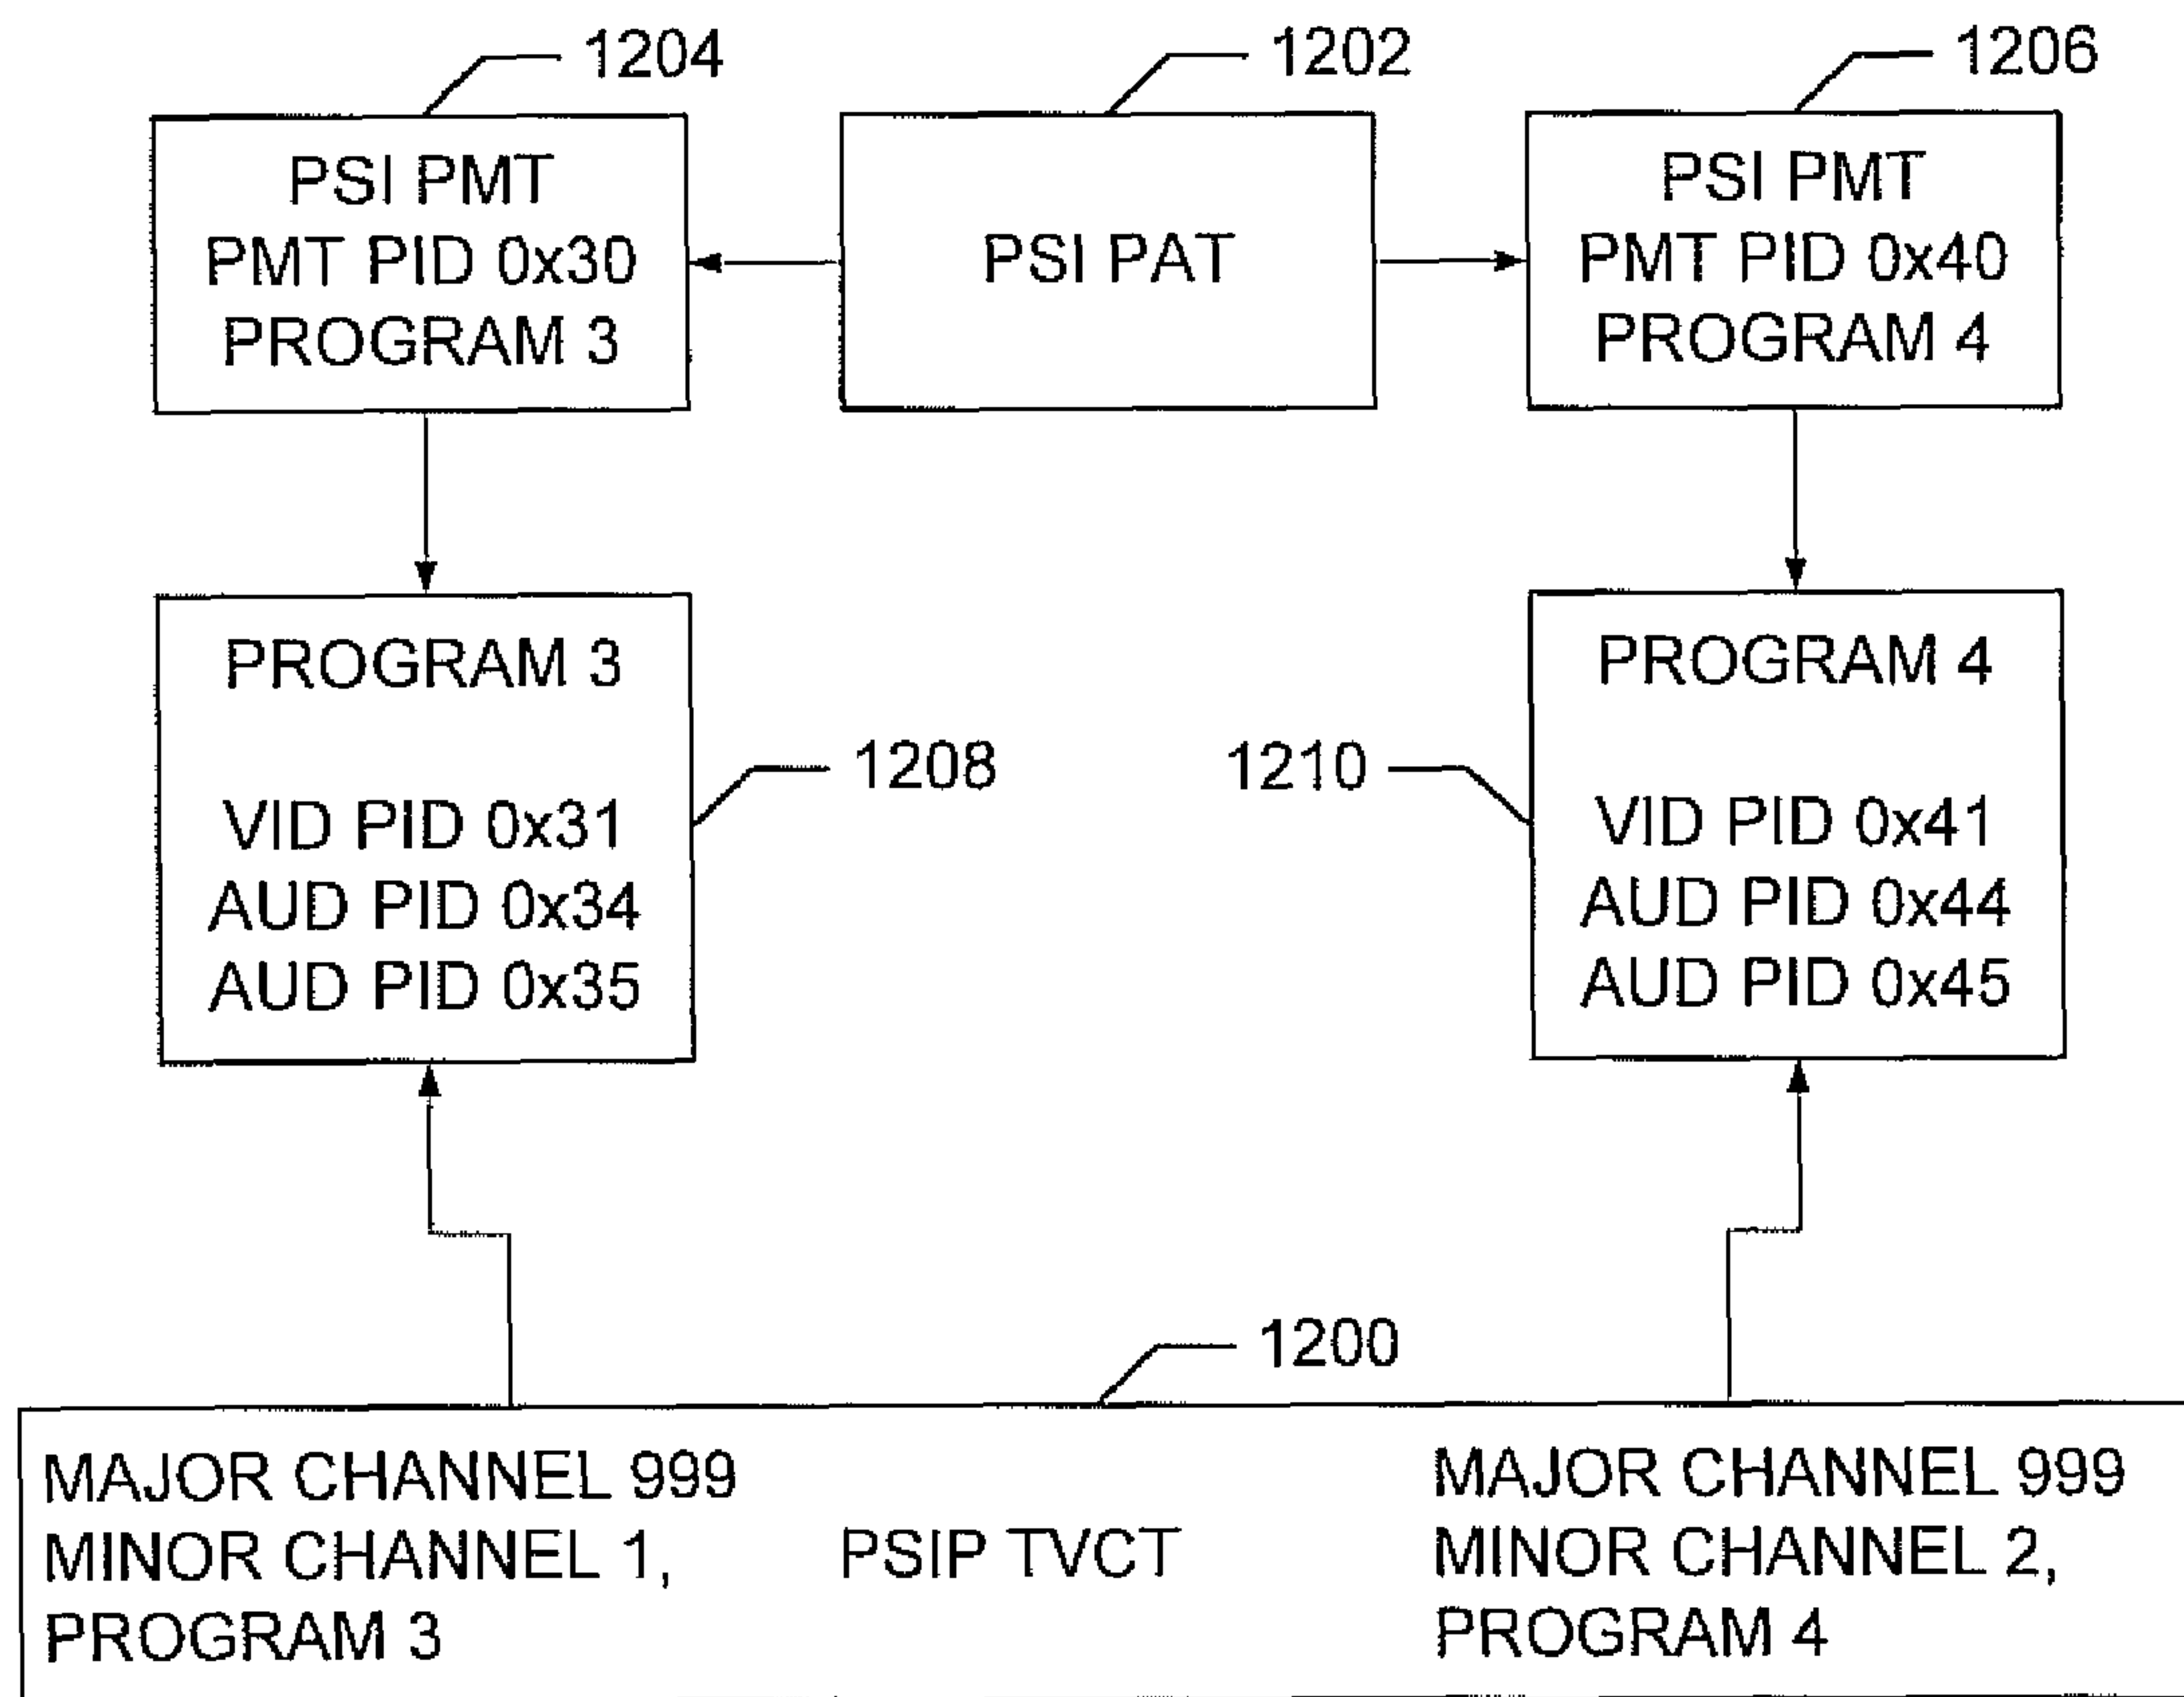 1204
1202
1206
PSI PMT
PMT PID 0x30
PROGRAM 3
PSI PAT
PSI PMT
PMT PID 0x40
PROGRAM 4
PROGRAM 3
VID PID 0x31
AUD PID 0x34
AUD PID 0x35
1208
1210
PROGRAM 4
VID PID 0x41
AUD PID 0x44
AUD PID 0x45
1200
MAJOR CHANNEL 999
MINOR CHANNEL 1,
PROGRAM 3
PSIP TVCT
MAJOR CHANNEL 999
MINOR CHANNEL 2,
PROGRAM 4